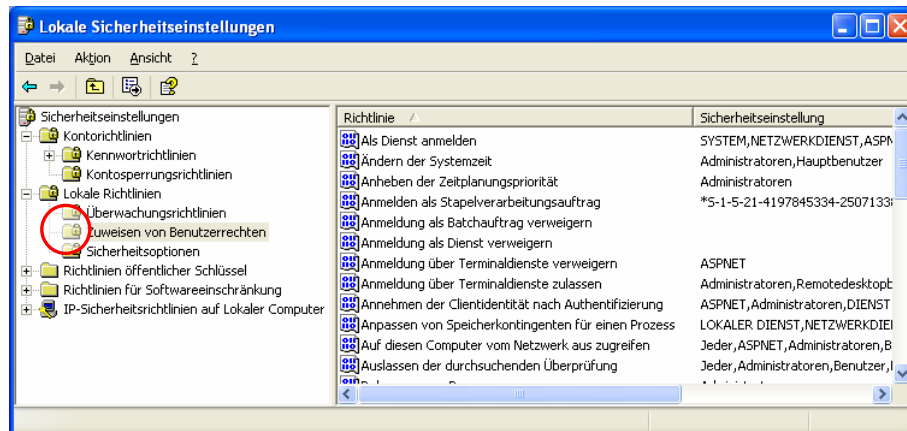 Lokale Sicherheitseinstellungen
Datei Aktion Ansicht ?
Sicherheitseinstellungen
Kontorichtlinien
Kennwortrichtlinien
Kontosperrungsrichtlinien
Lokale Richtlinien
Überwachungsrichtlinien
Zuweisen von Benutzerrechten
Sicherheitsoptionen
Richtlinien öffentlicher Schlüssel
Richtlinien für Softwareeinschränkung
IP-Sicherheitsrichtlinien auf Lokaler Computer
Richtlinie Sicherheitseinstellung
Als Dienst anmelden SYSTEM,NETZWERKDIENST,ASPN
Ändern der Systemzeit Administratoren,Hauptbenutzer
Anheben der Zeitplanungspriorität Administratoren
Anmelden als Stapelverarbeitungsauftrag *S-1-5-21-4197845334-2507133
Anmeldung als Batchauftrag verweigern
Anmeldung als Dienst verweigern
Anmeldung über Terminaldienste verweigern ASPNET
Anmeldung über Terminaldienste zulassen Administratoren,Remotedesktopb
Annehmen der Clientidentität nach Authentifizierung ASPNET,Administratoren,DIENST
Anpassen von Speicherkontingenten für einen Prozess LOKALER DIENST,NETZWERKDIE
Auf diesen Computer vom Netzwerk aus zugreifen Jeder,ASPNET,Administratoren,B
Auslassen der durchsuchenden Überprüfung Jeder,Administratoren,Benutzer,